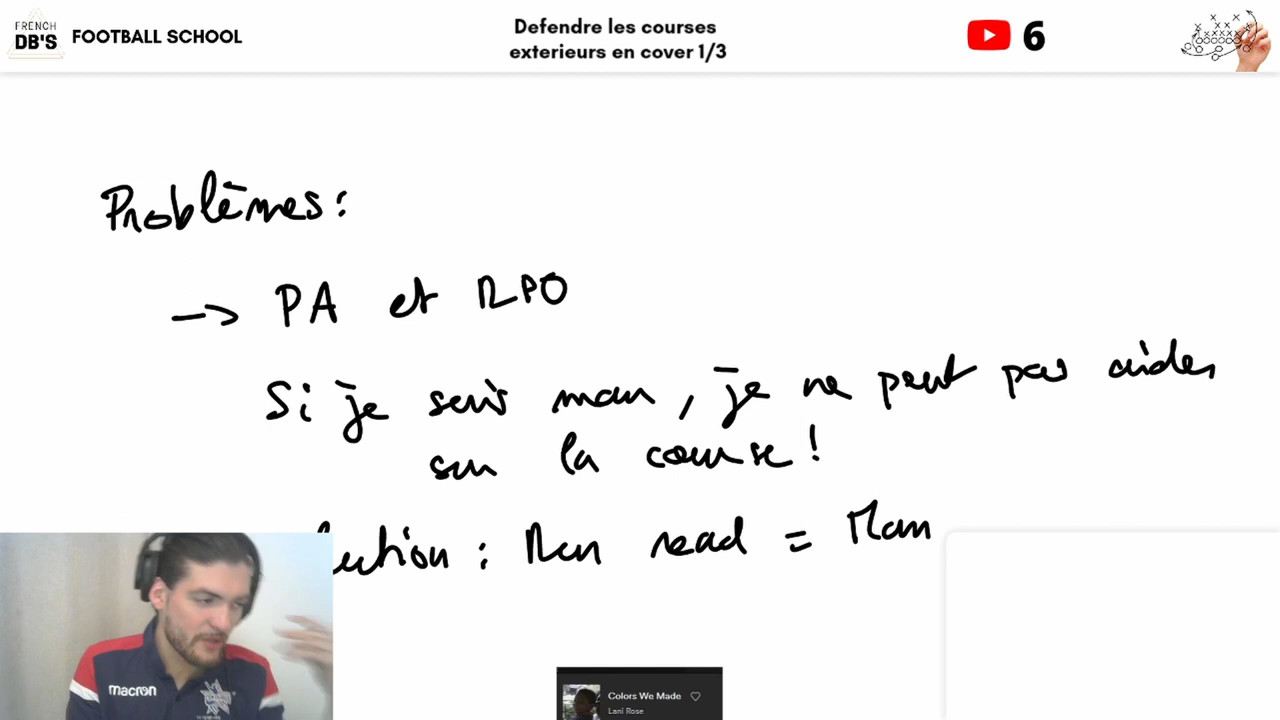 FRENCH
DB'S
FOOTBALL SCHOOL
Defendre les courses
exterieurs en cover 1/3
6
Problèmes:
-> PA et RPO
Si je suis man, je ne peut pas aider
sur la course!
lution: Run read = Man
macron
Colors We Made
Lani Rose